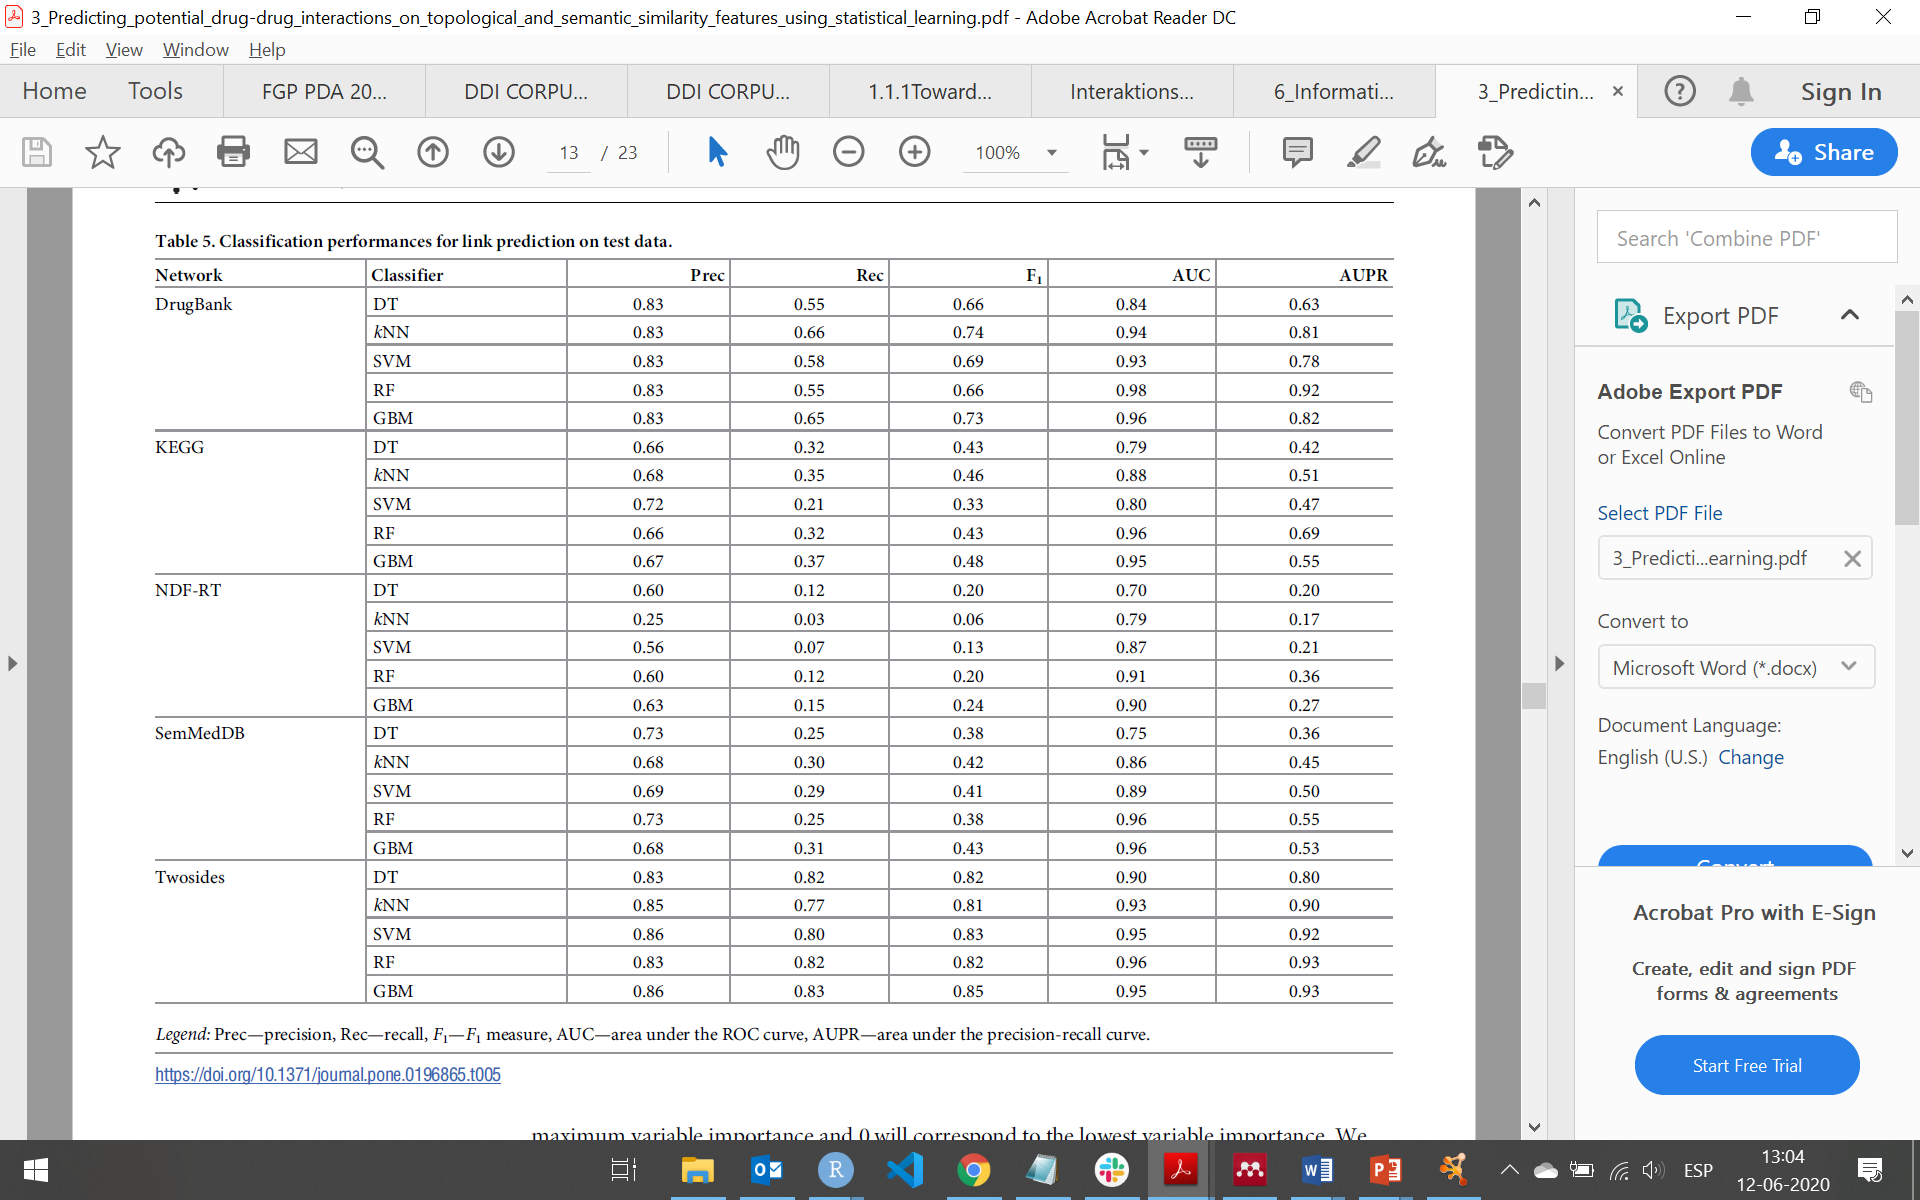 3_Predicting_potential_drug-drug_interactions_on_topological_and_semantic_similarity_features_using_statistical_learning.pdf - Adobe Acrobat Reader DC
File Edit View Window Help
Home Tools FGP PDA 20... DDI CORPU... DDI CORPU... 1.1.1Toward... Interaktions... 6_Informati... 3_Predictin... × Sign In
13 / 23 100% Share
Table 5. Classification performances for link prediction on test data.
Network Classifier Prec Rec F1 AUC AUPR
DrugBank DT 0.83 0.55 0.66 0.84 0.63
kNN 0.83 0.66 0.74 0.94 0.81
SVM 0.83 0.58 0.69 0.93 0.78
RF 0.83 0.55 0.66 0.98 0.92
GBM 0.83 0.65 0.73 0.96 0.82
KEGG DT 0.66 0.32 0.43 0.79 0.42
kNN 0.68 0.35 0.46 0.88 0.51
SVM 0.72 0.21 0.33 0.80 0.47
RF 0.66 0.32 0.43 0.96 0.69
GBM 0.67 0.37 0.48 0.95 0.55
NDF-RT DT 0.60 0.12 0.20 0.70 0.20
kNN 0.25 0.03 0.06 0.79 0.17
SVM 0.56 0.07 0.13 0.87 0.21
RF 0.60 0.12 0.20 0.91 0.36
GBM 0.63 0.15 0.24 0.90 0.27
SemMedDB DT 0.73 0.25 0.38 0.75 0.36
kNN 0.68 0.30 0.42 0.86 0.45
SVM 0.69 0.29 0.41 0.89 0.50
RF 0.73 0.25 0.38 0.96 0.55
GBM 0.68 0.31 0.43 0.96 0.53
Twosides DT 0.83 0.82 0.82 0.90 0.80
kNN 0.85 0.77 0.81 0.93 0.90
SVM 0.86 0.80 0.83 0.95 0.92
RF 0.83 0.82 0.82 0.96 0.93
GBM 0.86 0.83 0.85 0.95 0.93
Legend: Prec—precision, Rec—recall, F1—F1 measure, AUC—area under the ROC curve, AUPR—area under the precision-recall curve.
https://doi.org/10.1371/journal.pone.0196865.t005
maximum variable importance and 0 will correspond to the lowest variable importance. We
Search 'Combine PDF'
Export PDF
Adobe Export PDF
Convert PDF Files to Word
or Excel Online
Select PDF File
3_Predicti...earning.pdf
Convert to
Microsoft Word (*.docx)
Document Language:
English (U.S.) Change
Convert
Acrobat Pro with E-Sign
Create, edit and sign PDF
forms & agreements
Start Free Trial
ESP
13:04
12-06-2020